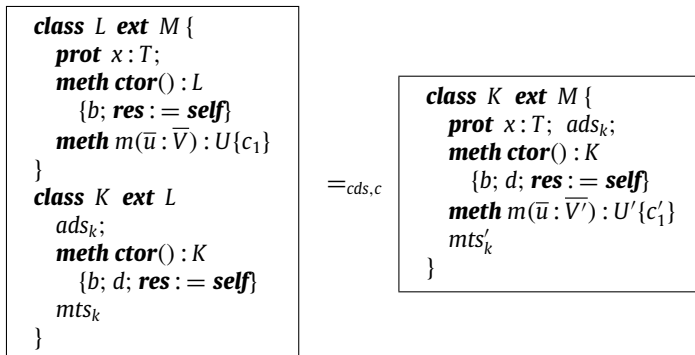 class L ext M {
prot x : T;
meth ctor() : L
{b; res : = self}
meth m(u̅ : V̅) : U{c₁}
}
class K ext L
adsₖ;
meth ctor() : K
{b; d; res : = self}
mtsₖ
}
=cds,c
class K ext M {
prot x : T; adsₖ;
meth ctor() : K
{b; d; res : = self}
meth m(u̅ : V̅′) : U′{c′₁}
mts′ₖ
}